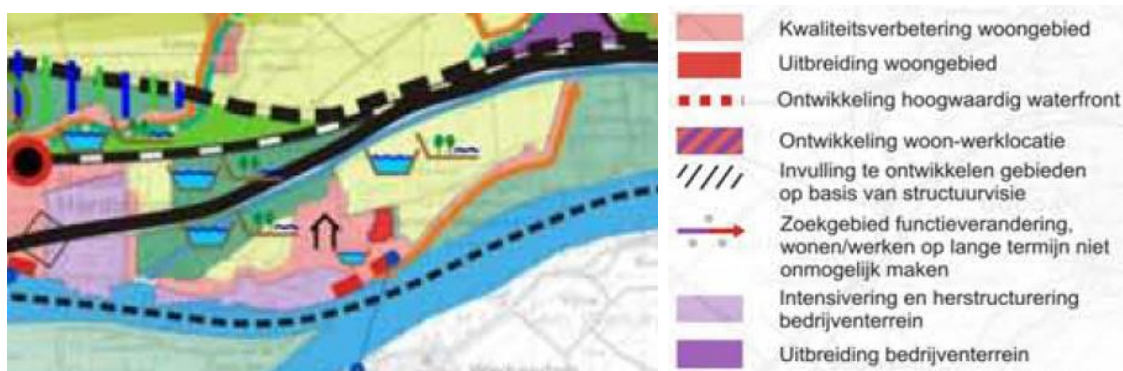 Kwaliteitsverbetering woongebied
Uitbreiding woongebied
Ontwikkeling hoogwaardig waterfront
Ontwikkeling woon-werklocatie
Invulling te ontwikkelen gebieden
op basis van structuurvisie
Zoekgebied functieverandering,
wonen/werken op lange termijn niet
onmogelijk maken
Intensivering en herstructurering
bedrijventerrein
Uitbreiding bedrijventerrein